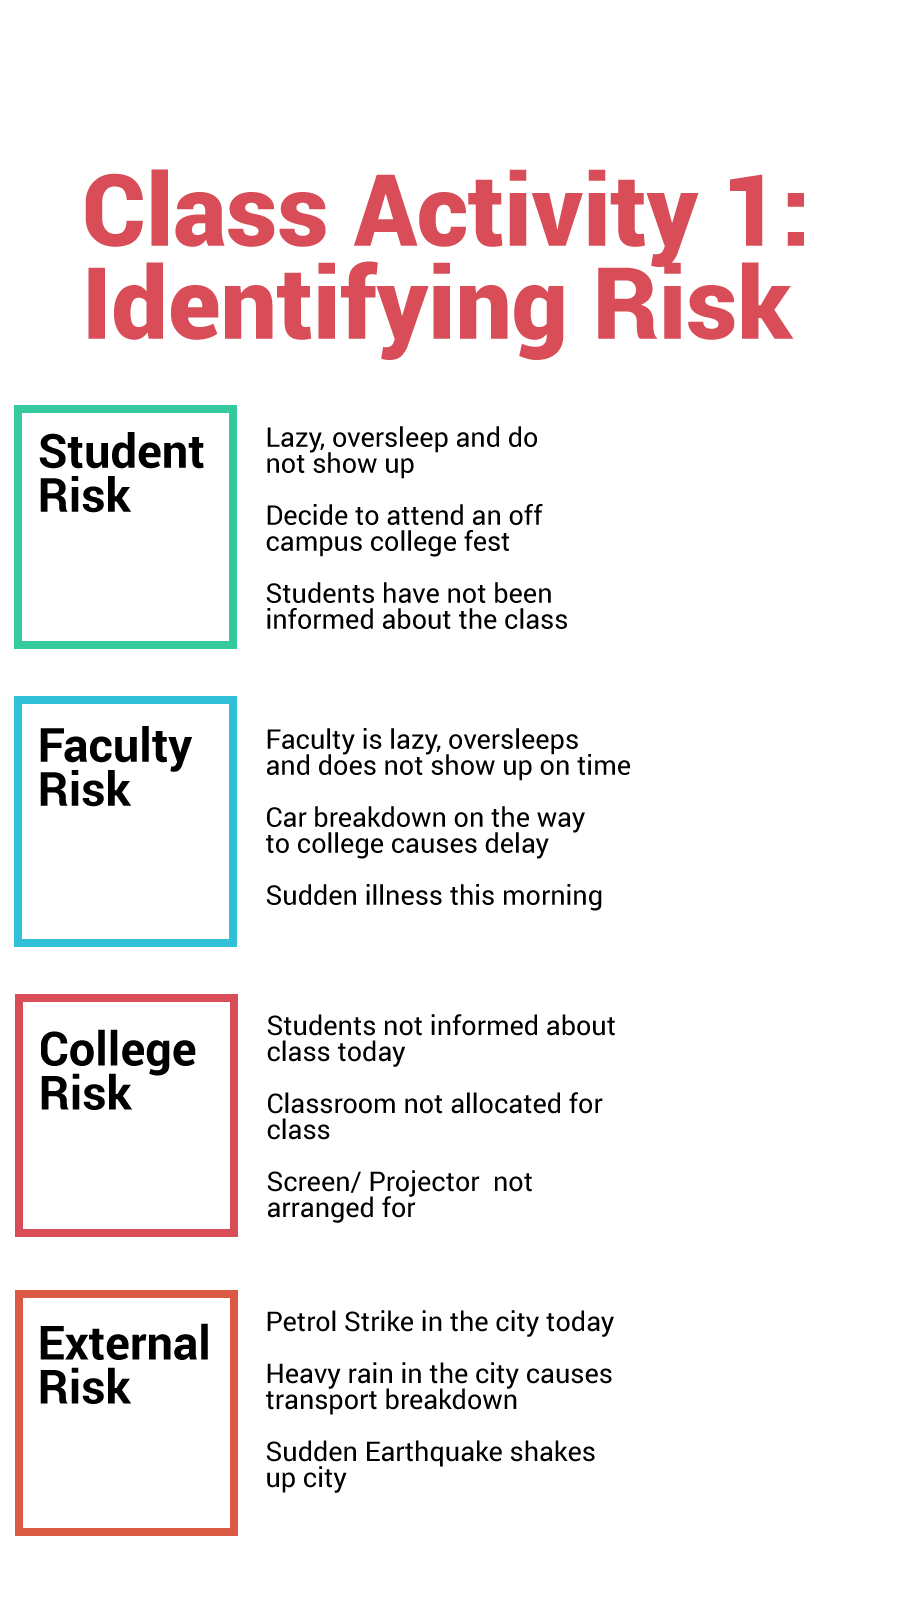 Class Activity 1:
Identifying Risk
Student
Risk
Lazy, oversleep and do
not show up
Decide to attend an off
campus college fest
Students have not been
informed about the class
Faculty
Risk
Faculty is lazy, oversleeps
and does not show up on time
Car breakdown on the way
to college causes delay
Sudden illness this morning
College
Risk
Students not informed about
class today
Classroom not allocated for
class
Screen/ Projector  not
arranged for
External
Risk
Petrol Strike in the city today
Heavy rain in the city causes
transport breakdown
Sudden Earthquake shakes
up city